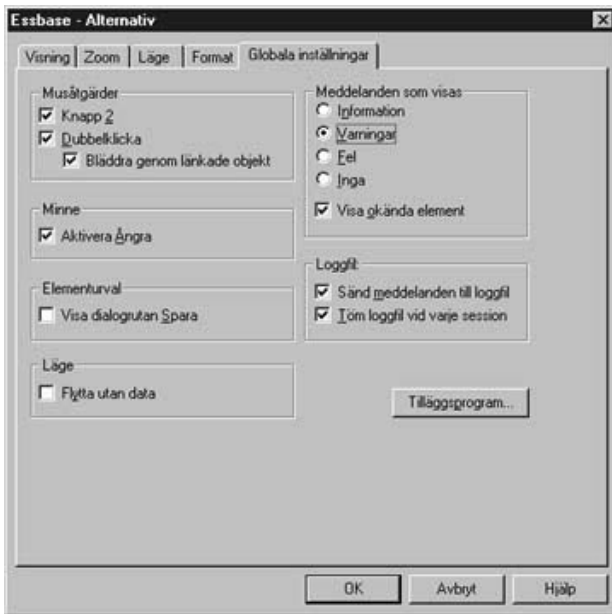 Essbase - Alternativ
Visning Zoom Läge Format Globala inställningar
Musåtgärder
Knapp 2
Dubbelklicka
Bläddra genom länkade objekt
Minne
Aktivera Ångra
Elementurval
Visa dialogrutan Spara
Läge
Flytta utan data
Meddelanden som visas
Information
Varningar
Fel
Inga
Visa okända element
Loggfil:
Sänd meddelanden till loggfil
Töm loggfil vid varje session
Tilläggsprogram...
OK Avbryt Hjälp